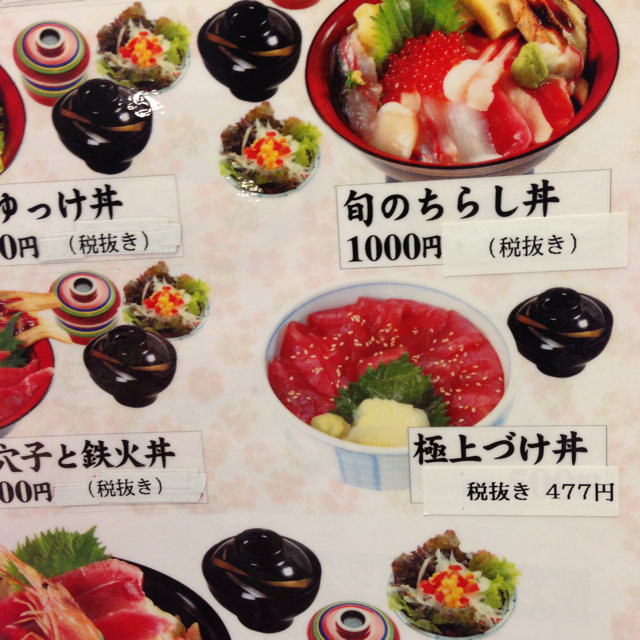 ゆっけ丼
0円 （税抜き）
旬のちらし丼
1000円 （税抜き）
穴子と鉄火丼
00円 （税抜き）
極上づけ丼
税抜き 477円